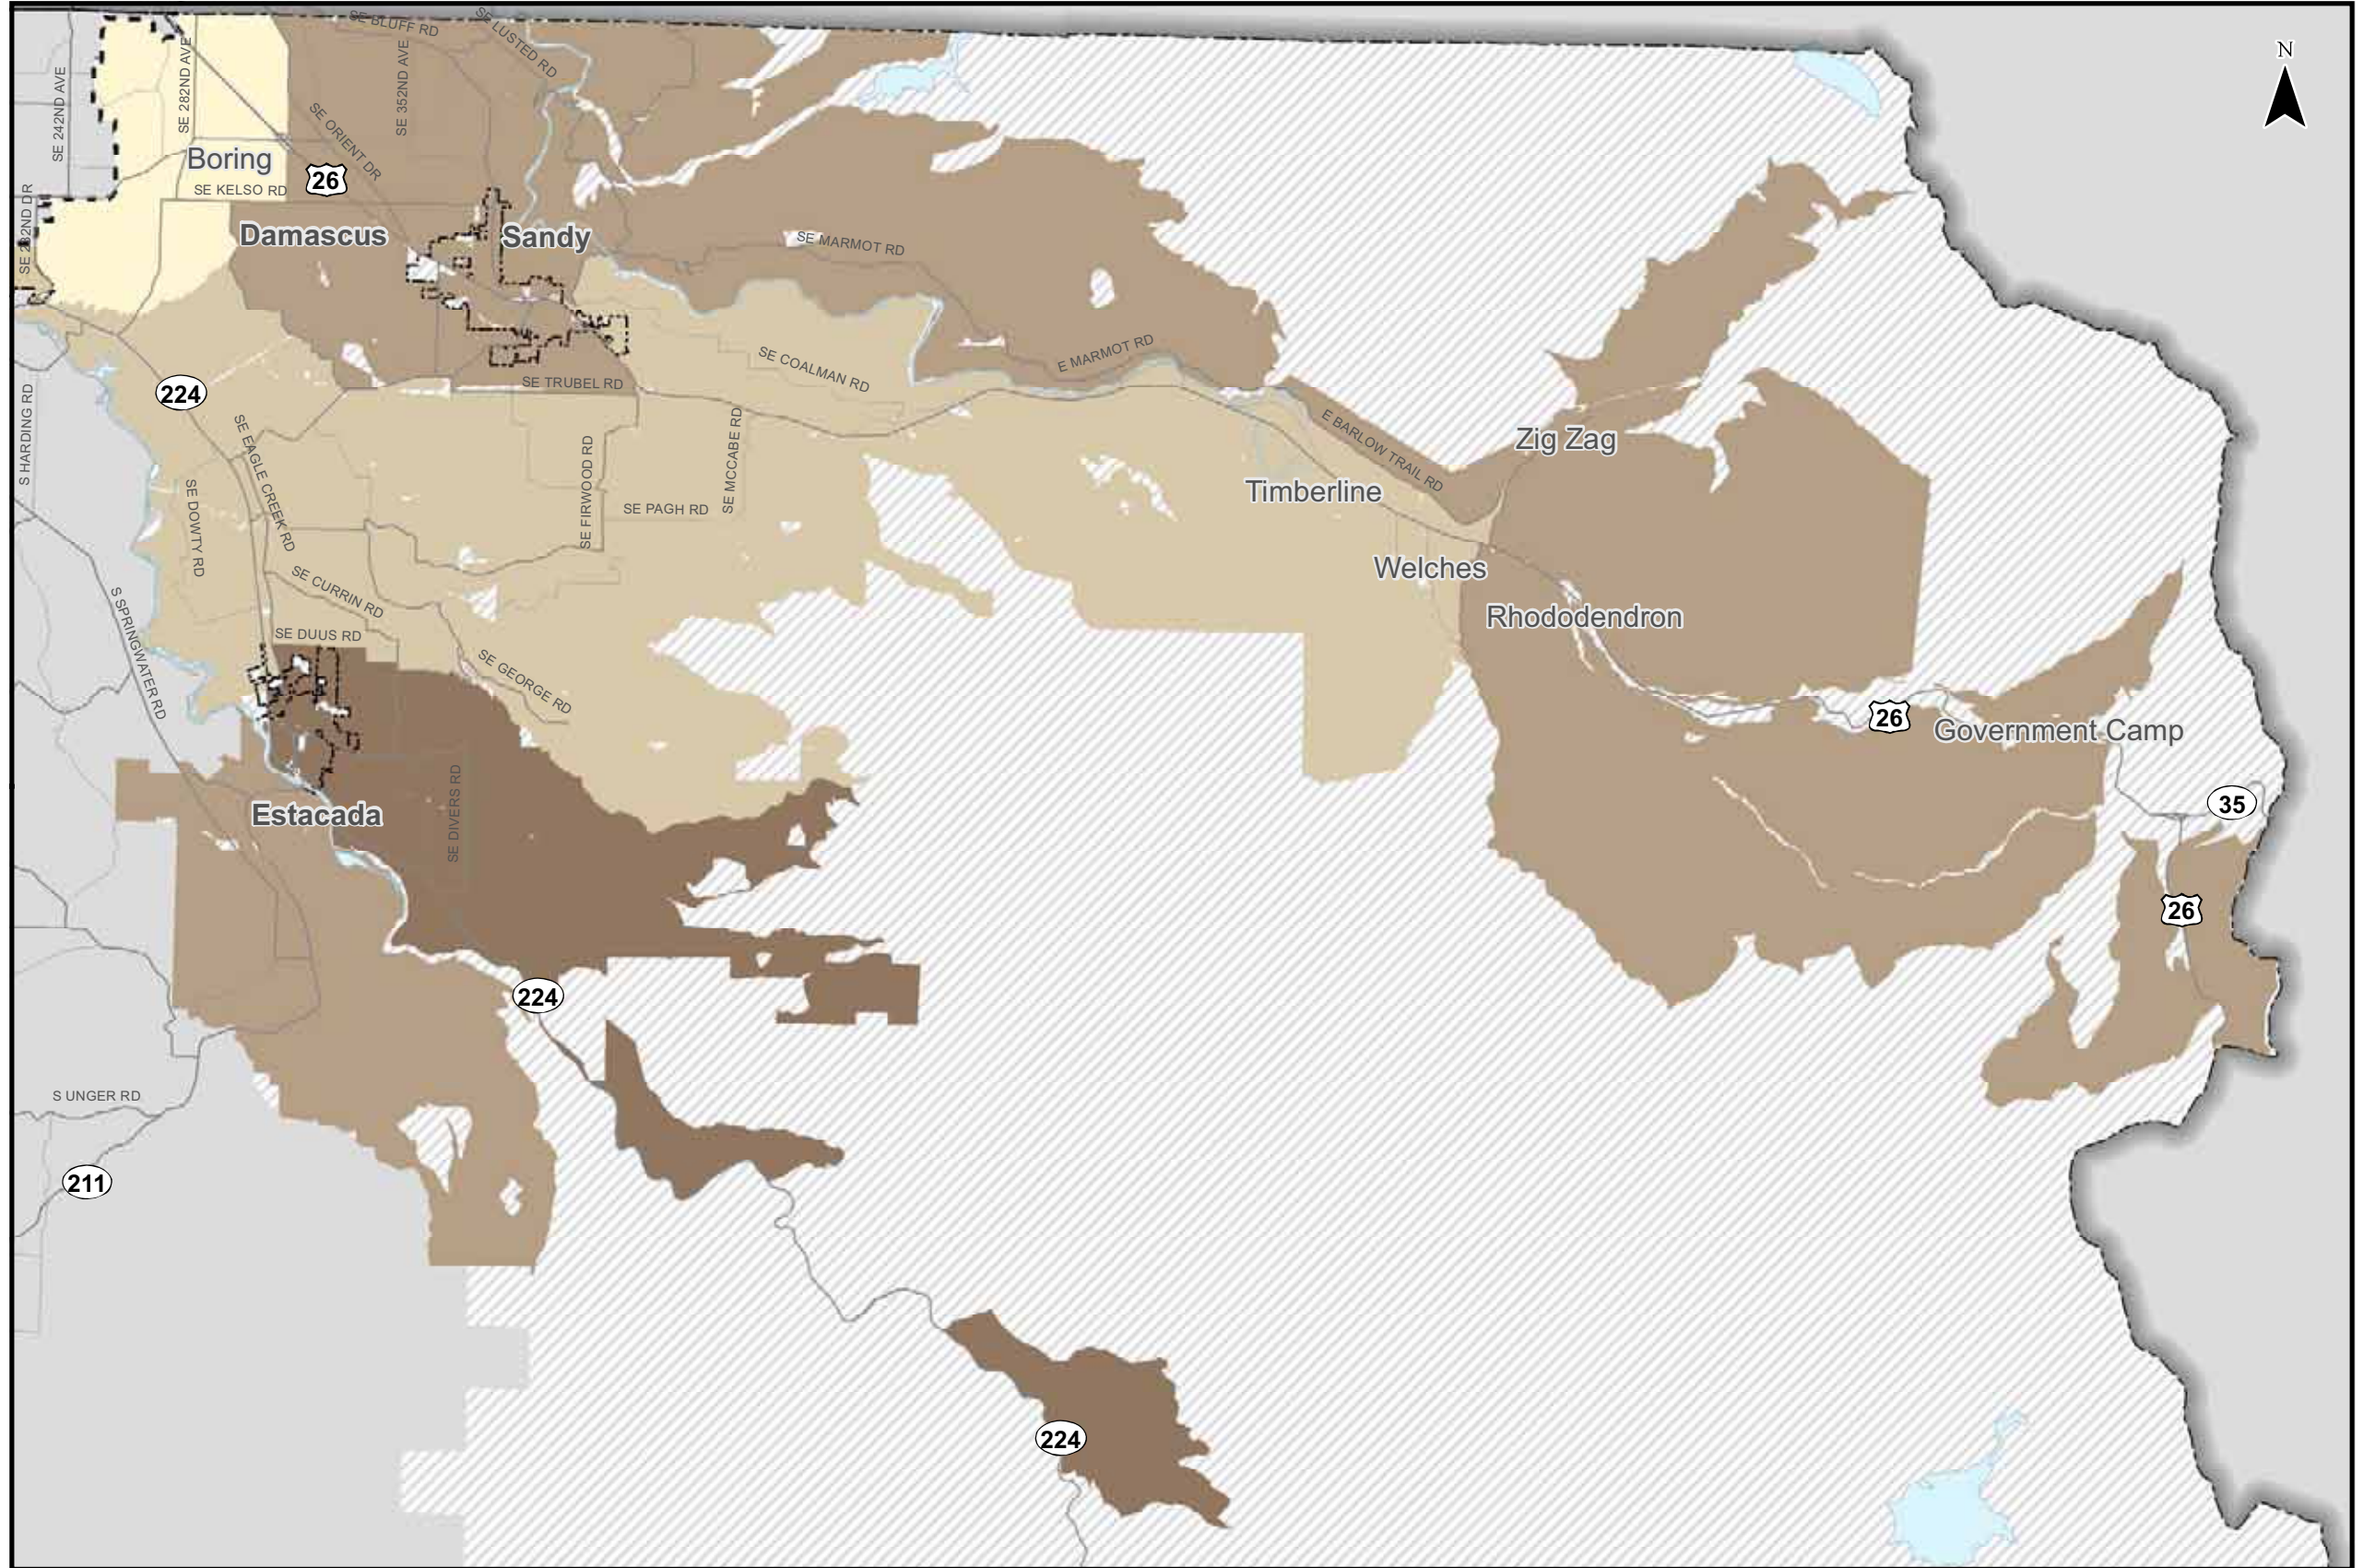 SE BLUFF RD
SE LUSTED RD
N
SE 242ND AVE
SE 282ND AVE
SE 352ND AVE
SE ORIENT DR
Boring
26
SE KELSO RD
SE 232ND DR
Damascus
Sandy
SE MARMOT RD
SE COALMAN RD
E MARMOT RD
SE TRUBEL RD
224
S HARDING RD
SE EAGLE CREEK RD
SE FIRWOOD RD
SE MCCABE RD
E BARLOW TRAIL RD
Zig Zag
Timberline
SE PAGH RD
SE DOWTY RD
Welches
SE CURRIN RD
Rhododendron
S SPRINGWATER RD
SE DUUS RD
SE GEORGE RD
26
Government Camp
35
SE DIVERS RD
Estacada
26
224
S UNGER RD
211
224